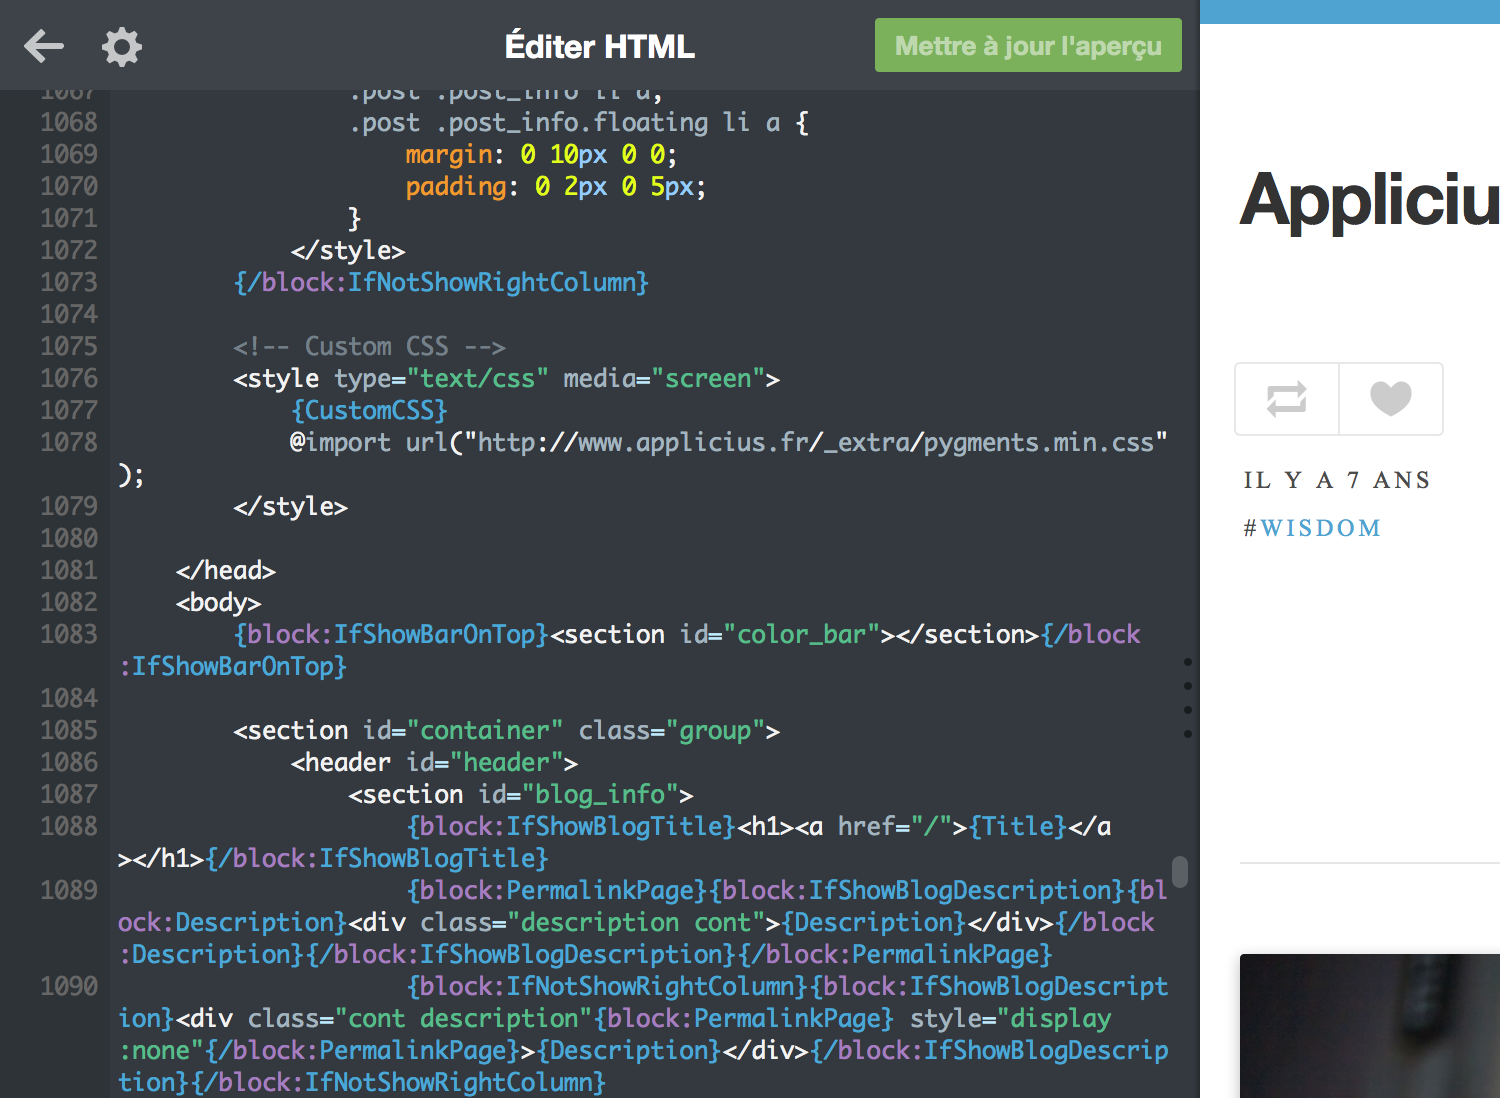 Éditer HTML
Mettre à jour l'aperçu
1067 .post .post_info li a,
1068 .post .post_info.floating li a {
1069 margin: 0 10px 0 0;
1070 padding: 0 2px 0 5px;
1071 }
1072 </style>
1073 {/block:IfNotShowRightColumn}
1074
1075 <!-- Custom CSS -->
1076 <style type="text/css" media="screen">
1077 {CustomCSS}
1078 @import url("http://www.applicius.fr/_extra/pygments.min.css"
);
1079 </style>
1080
1081 </head>
1082 <body>
1083 {block:IfShowBarOnTop}<section id="color_bar"></section>{/block
:IfShowBarOnTop}
1084
1085 <section id="container" class="group">
1086 <header id="header">
1087 <section id="blog_info">
1088 {block:IfShowBlogTitle}<h1><a href="/">{Title}</a
></h1>{/block:IfShowBlogTitle}
1089 {block:PermalinkPage}{block:IfShowBlogDescription}{bl
ock:Description}<div class="description cont">{Description}</div>{/block
:Description}{/block:IfShowBlogDescription}{/block:PermalinkPage}
1090 {block:IfNotShowRightColumn}{block:IfShowBlogDescript
ion}<div class="cont description"{block:PermalinkPage} style="display
:none"{/block:PermalinkPage}>{Description}</div>{/block:IfShowBlogDescrip
tion}{/block:IfNotShowRightColumn}
Appliciu
IL Y A 7 ANS
#WISDOM